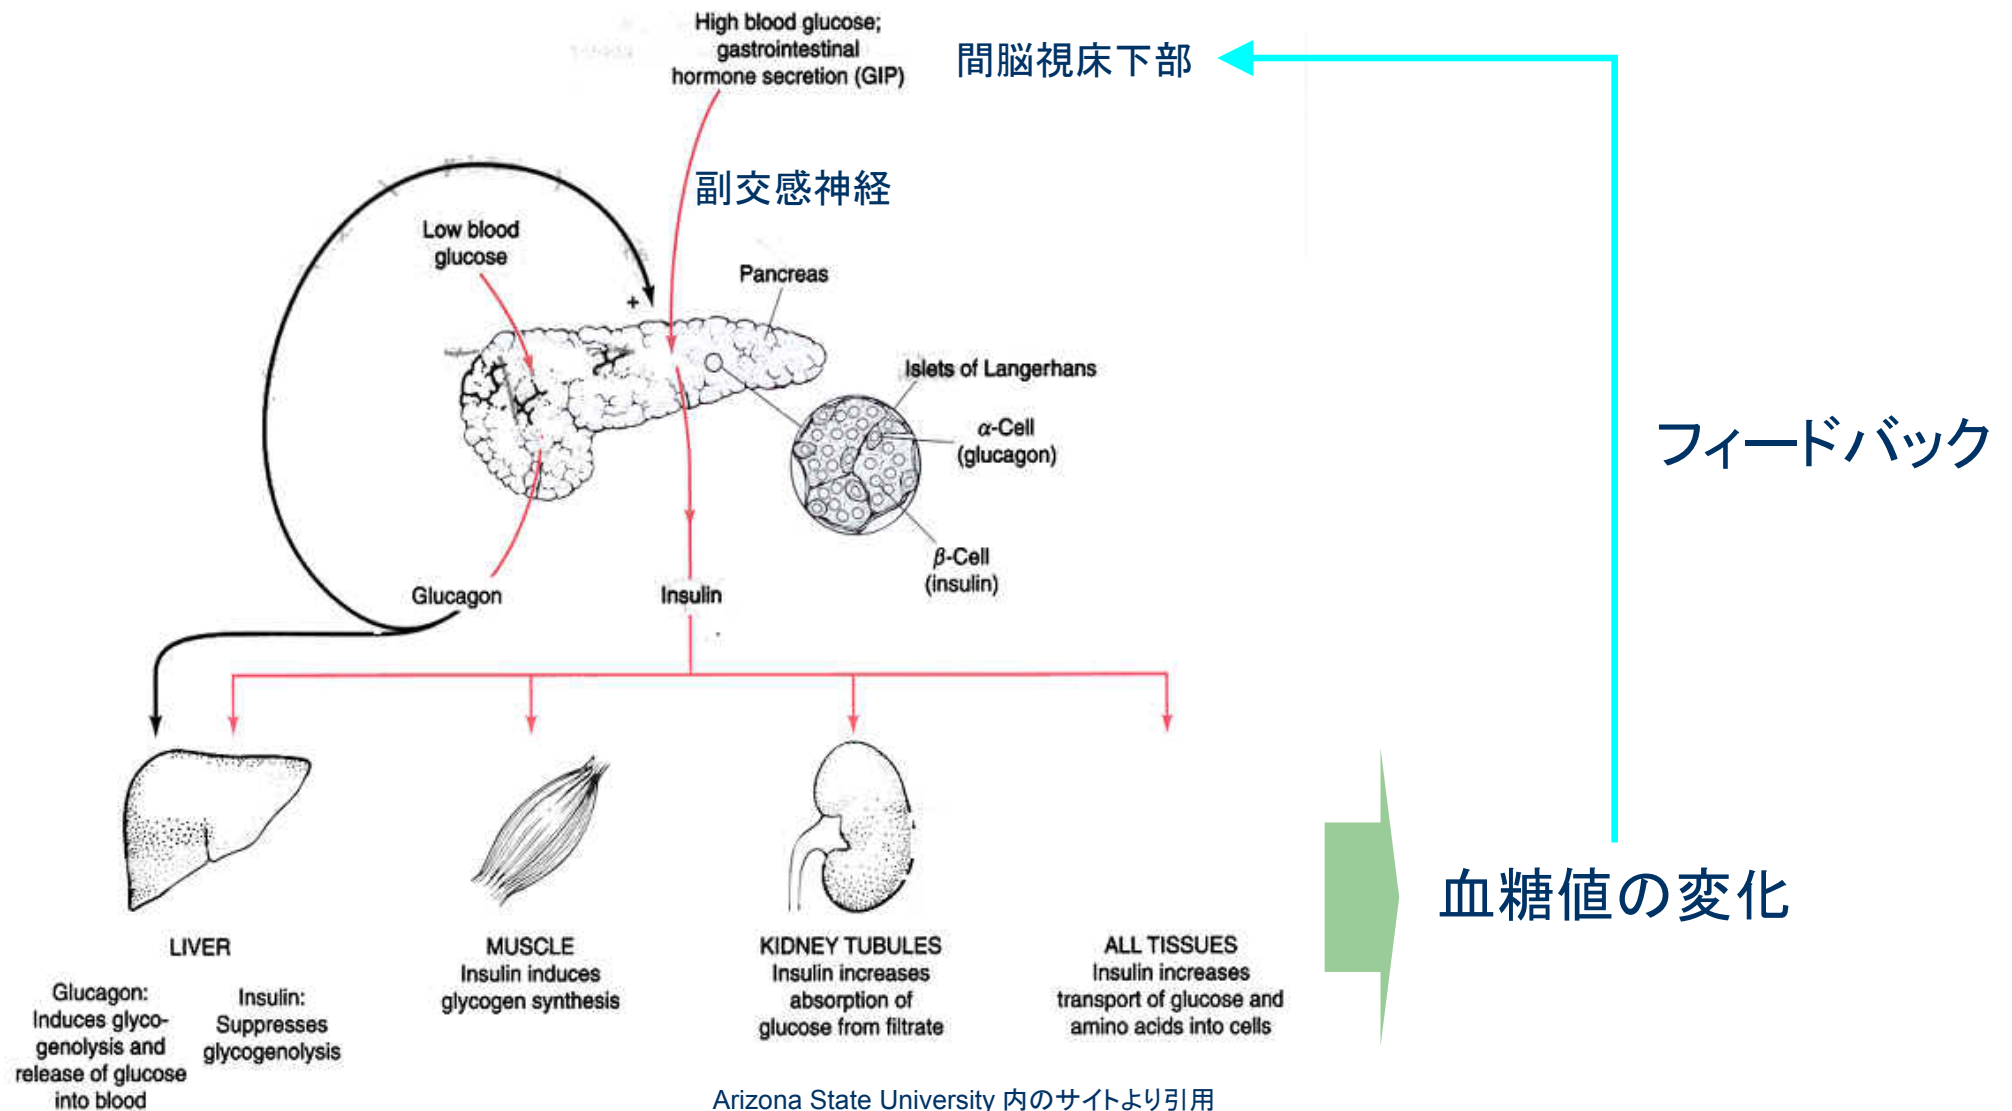 High blood glucose;
gastrointestinal
hormone secretion (GIP)
間脳視床下部
副交感神経
Low blood
glucose
Pancreas
+
Islets of Langerhans
α-Cell
(glucagon)
フィードバック
β-Cell
(insulin)
Glucagon
Insulin
血糖値の変化
LIVER
Glucagon:
Induces glyco-
genolysis and
release of glucose
into blood
Insulin:
Suppresses
glycogenolysis
MUSCLE
Insulin induces
glycogen synthesis
KIDNEY TUBULES
Insulin increases
absorption of
glucose from filtrate
ALL TISSUES
Insulin increases
transport of glucose and
amino acids into cells
Arizona State University 内のサイトより引用